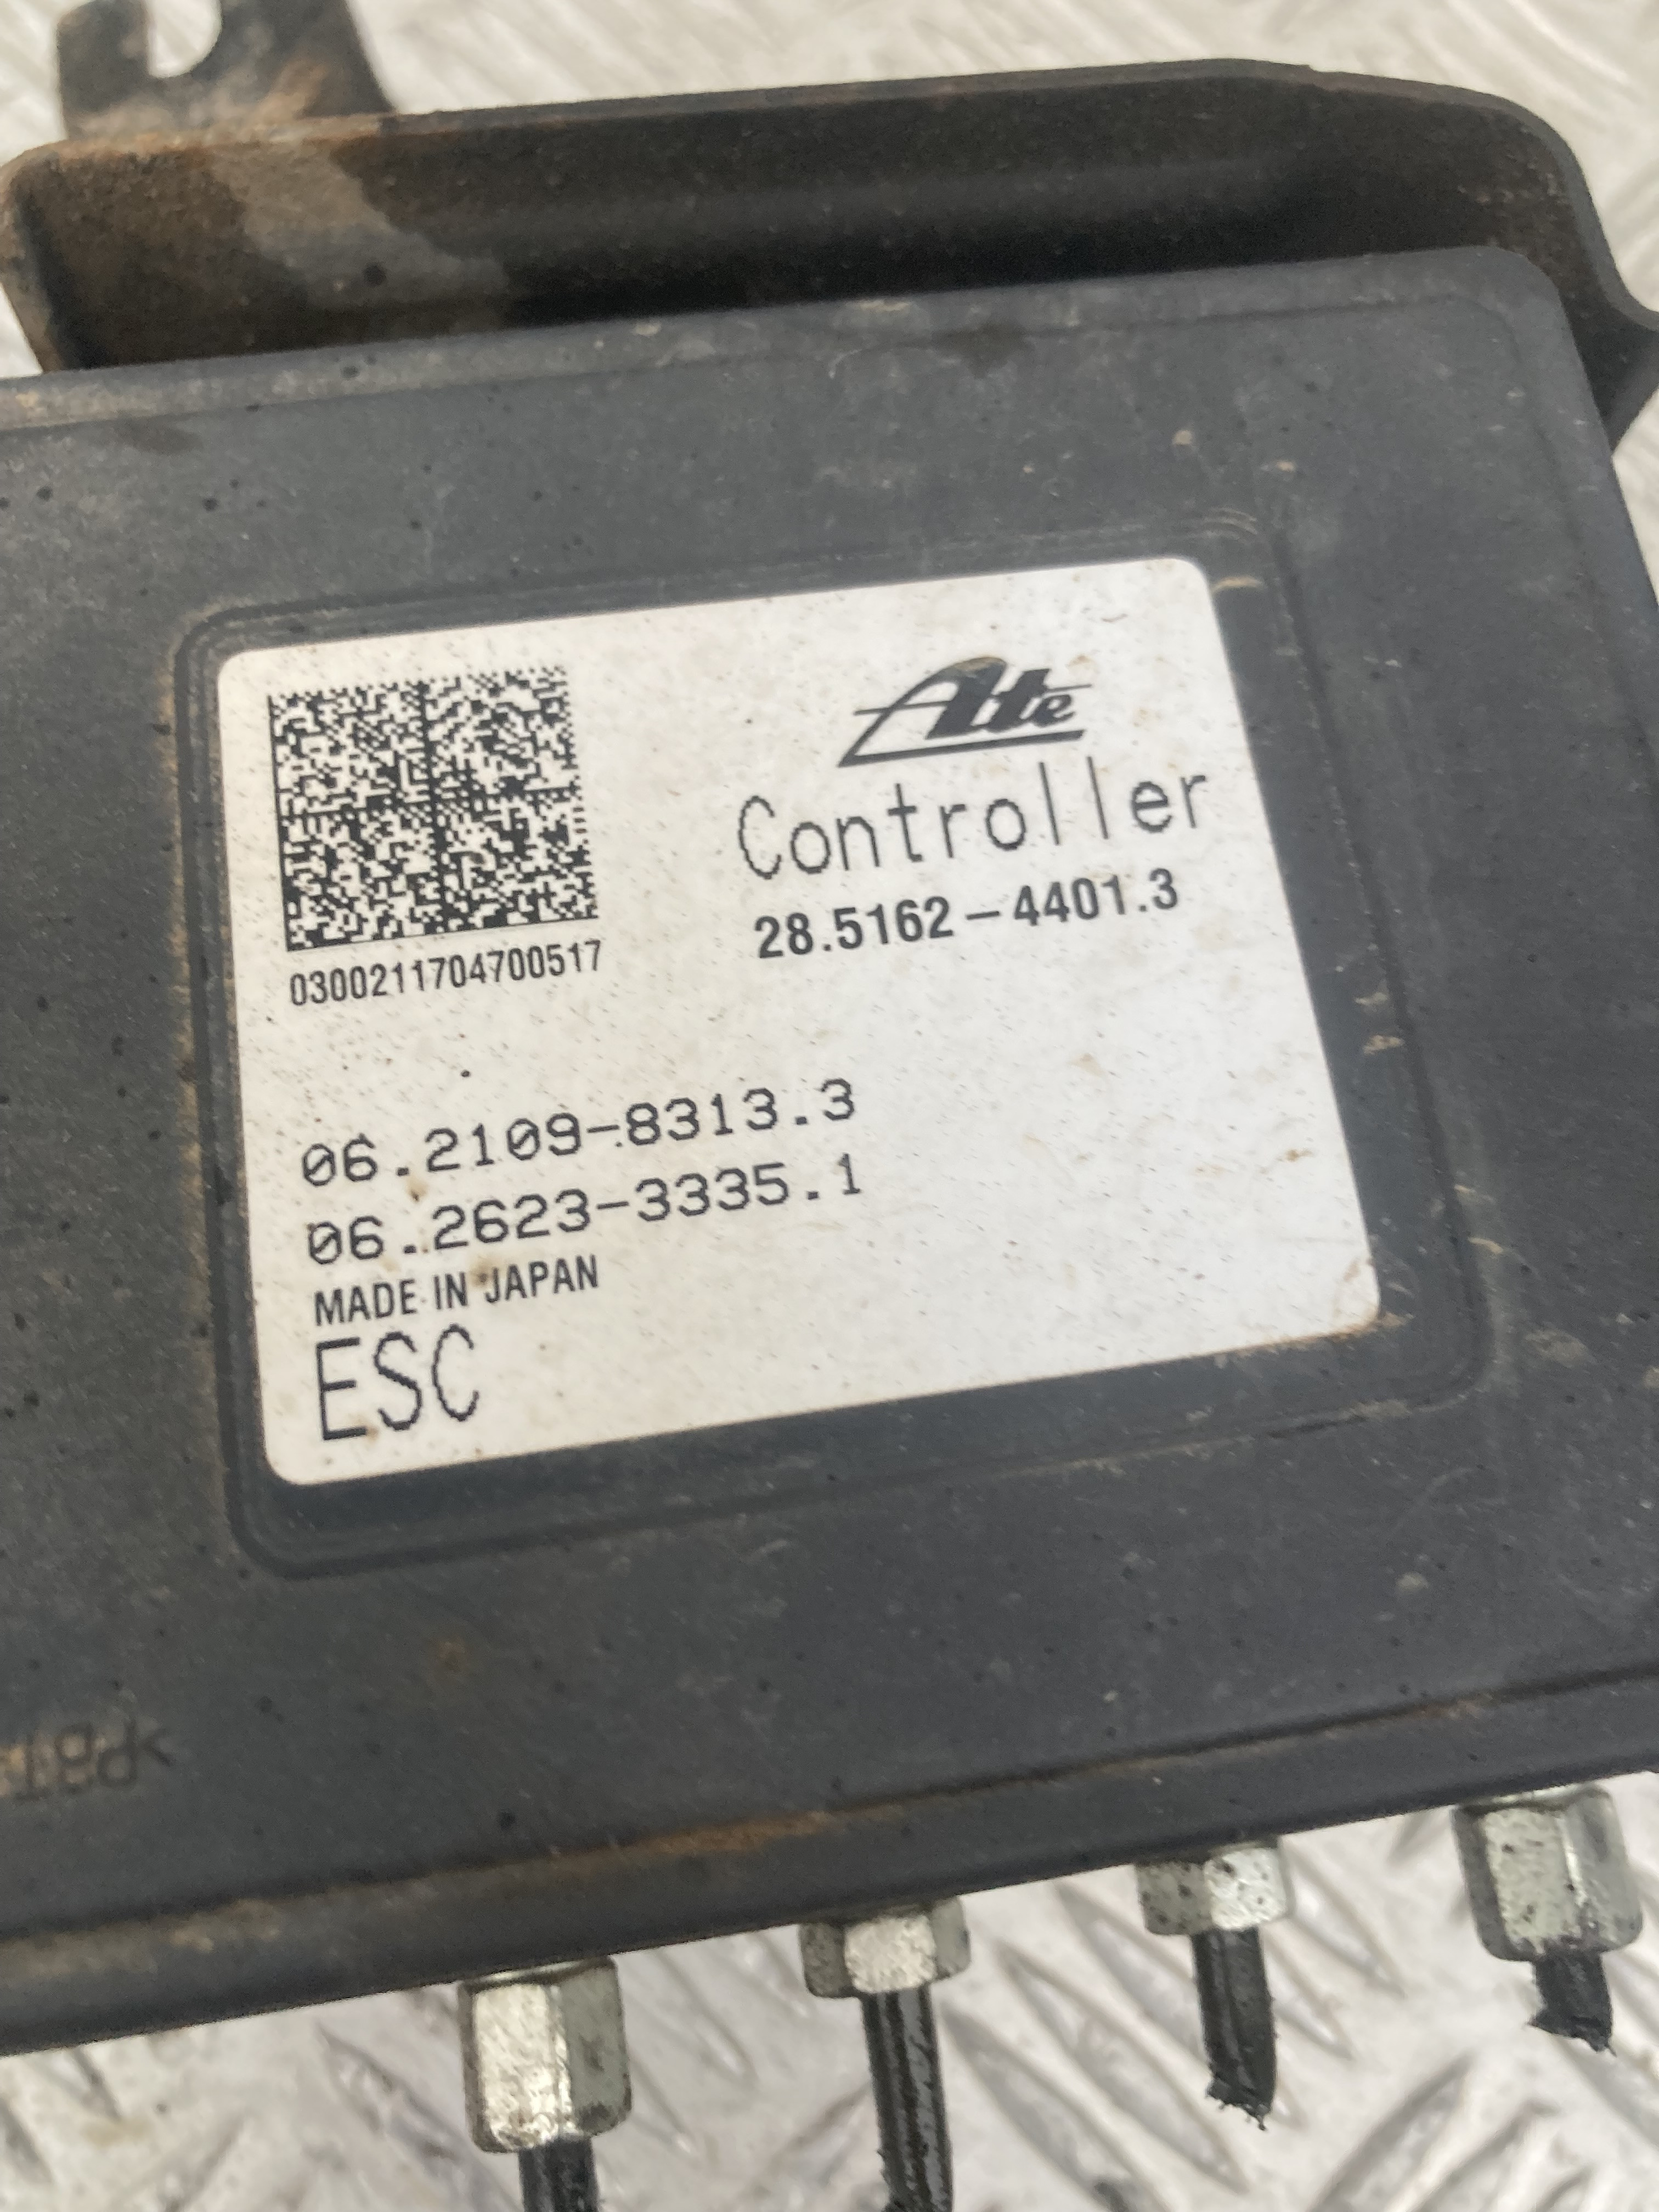 Ate
Controller
28.5162-4401.3
0300211704700517
06.2109-8313.3
06.2623-3335.1
MADE IN JAPAN
ESC